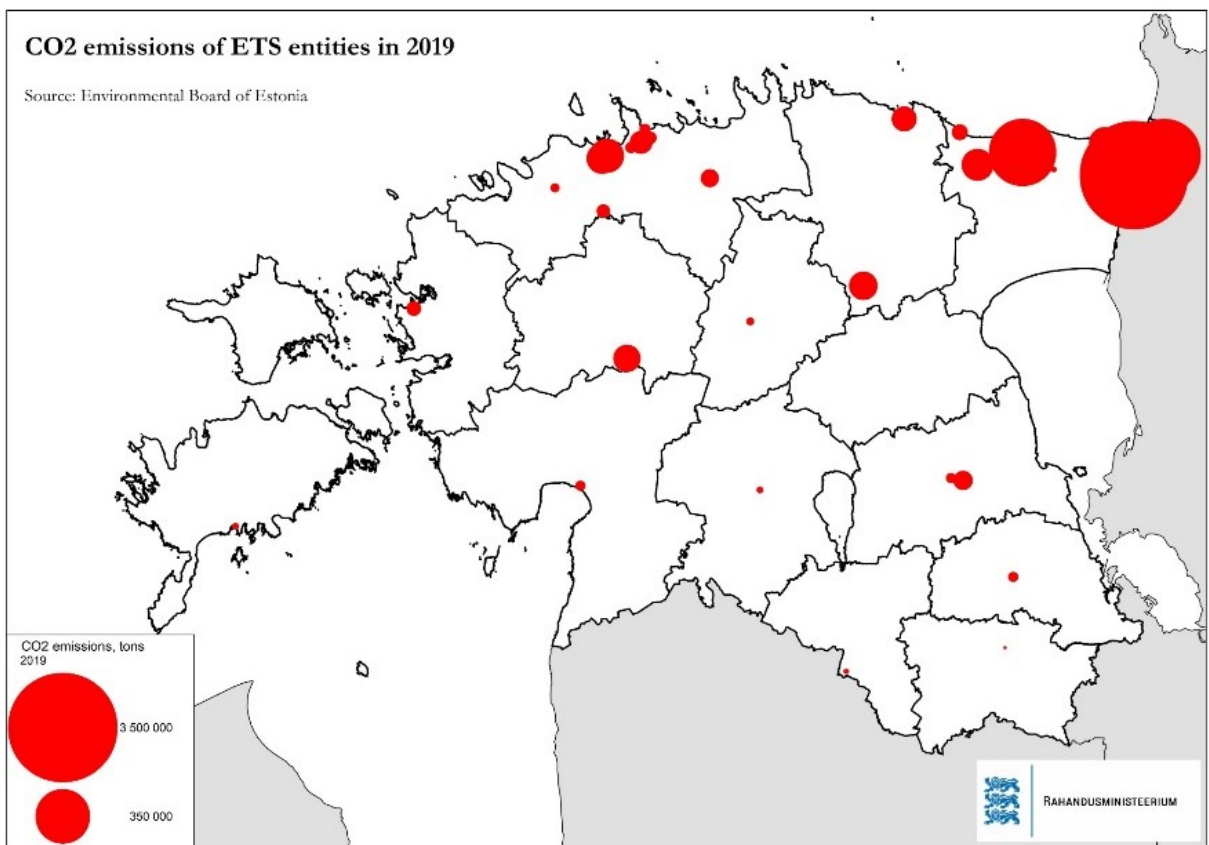 CO2 emissions of ETS entities in 2019
Source: Environmental Board of Estonia
CO2 emissions, tons
2019
3 500 000
350 000
RAHANDUSMINISTEERIUM